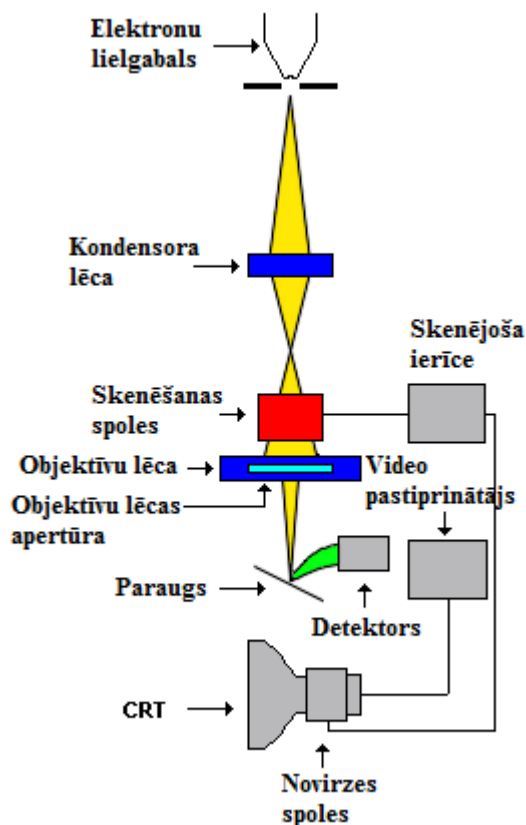 Elektronu
lielgabals
Kondensora
lēca
Skenējoša
ierīce
Skenēšanas
spoles
Objektīvu lēca
Video
pastiprinātājs
Objektīvu lēcas
apertūra
Paraugs
Detektors
CRT
Novirzes
spoles